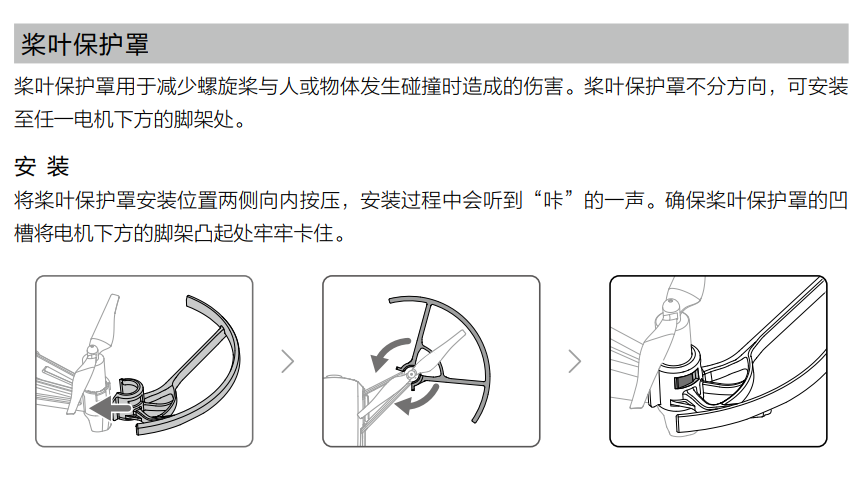 桨叶保护罩
桨叶保护罩用于减少螺旋桨与人或物体发生碰撞时造成的伤害。桨叶保护罩不分方向，可安装
至任一电机下方的脚架处。
安 装
将桨叶保护罩安装位置两侧向内按压，安装过程中会听到“咔”的一声。确保桨叶保护罩的凹
槽将电机下方的脚架凸起处牢牢卡住。